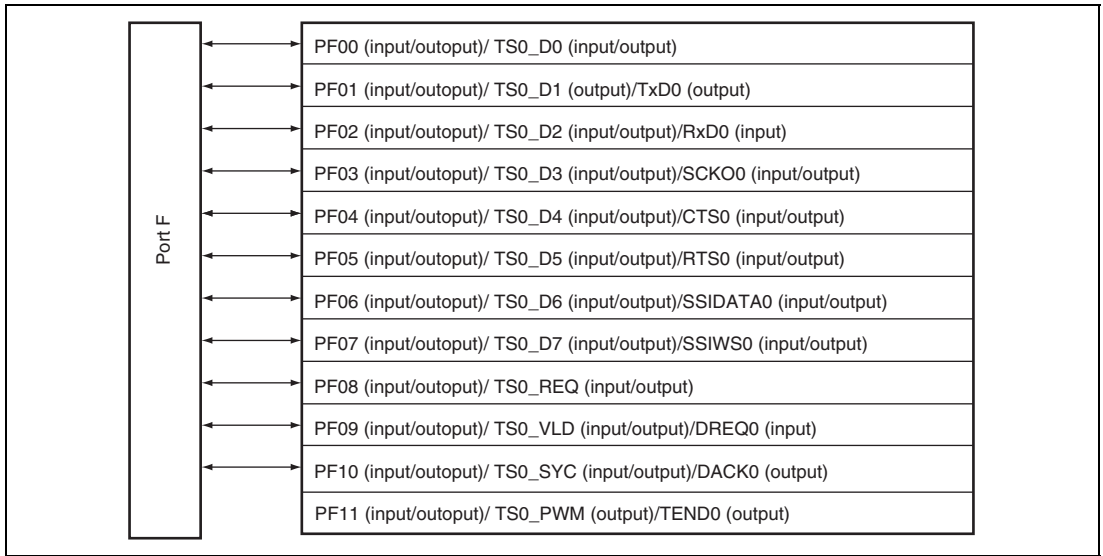 Port F
PF00 (input/outoput)/ TS0_D0 (input/output)
PF01 (input/outoput)/ TS0_D1 (output)/TxD0 (output)
PF02 (input/outoput)/ TS0_D2 (input/output)/RxD0 (input)
PF03 (input/outoput)/ TS0_D3 (input/output)/SCKO0 (input/output)
PF04 (input/outoput)/ TS0_D4 (input/output)/CTS0 (input/output)
PF05 (input/outoput)/ TS0_D5 (input/output)/RTS0 (input/output)
PF06 (input/outoput)/ TS0_D6 (input/output)/SSIDATA0 (input/output)
PF07 (input/outoput)/ TS0_D7 (input/output)/SSIWS0 (input/output)
PF08 (input/outoput)/ TS0_REQ (input/output)
PF09 (input/outoput)/ TS0_VLD (input/output)/DREQ0 (input)
PF10 (input/outoput)/ TS0_SYC (input/output)/DACK0 (output)
PF11 (input/outoput)/ TS0_PWM (output)/TEND0 (output)